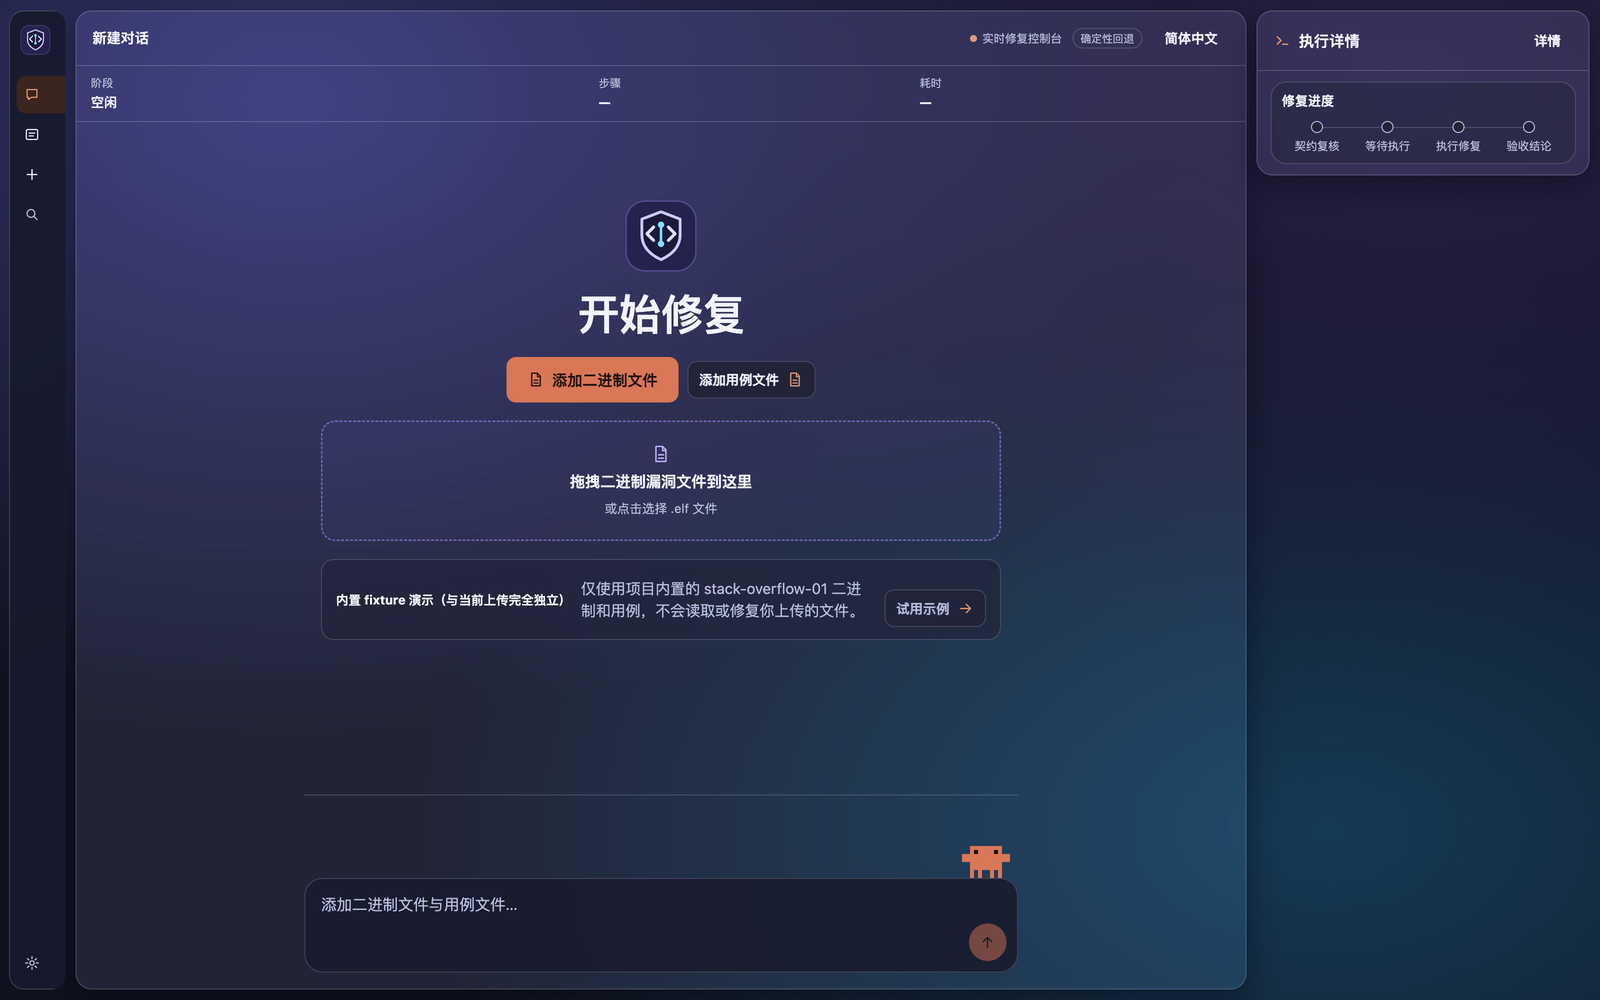 新建对话
实时修复控制台
确定性回退
简体中文
阶段
空闲
步骤
—
耗时
—
开始修复
添加二进制文件
添加用例文件
拖拽二进制漏洞文件到这里
或点击选择 .elf 文件
内置 fixture 演示（与当前上传完全独立）
仅使用项目内置的 stack-overflow-01 二进
制和用例，不会读取或修复你上传的文件。
试用示例
添加二进制文件与用例文件...
执行详情
详情
修复进度
契约复核
等待执行
执行修复
验收结论